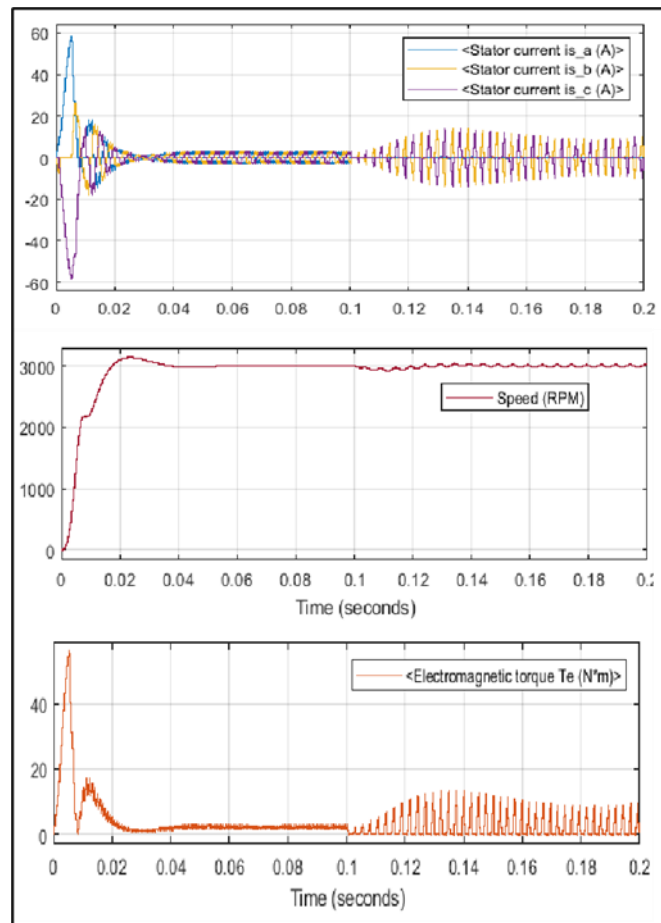 60
40
20
0
-20
-40
-60
<Stator current is_a (A)>
<Stator current is_b (A)>
<Stator current is_c (A)>
0 0.02 0.04 0.06 0.08 0.1 0.12 0.14 0.16 0.18 0.2
3000
2000
1000
0
Speed (RPM)
0 0.02 0.04 0.06 0.08 0.1 0.12 0.14 0.16 0.18 0.2
Time (seconds)
40
20
0
<Electromagnetic torque Te (N*m)>
0 0.02 0.04 0.06 0.08 0.1 0.12 0.14 0.16 0.18 0.2
Time (seconds)